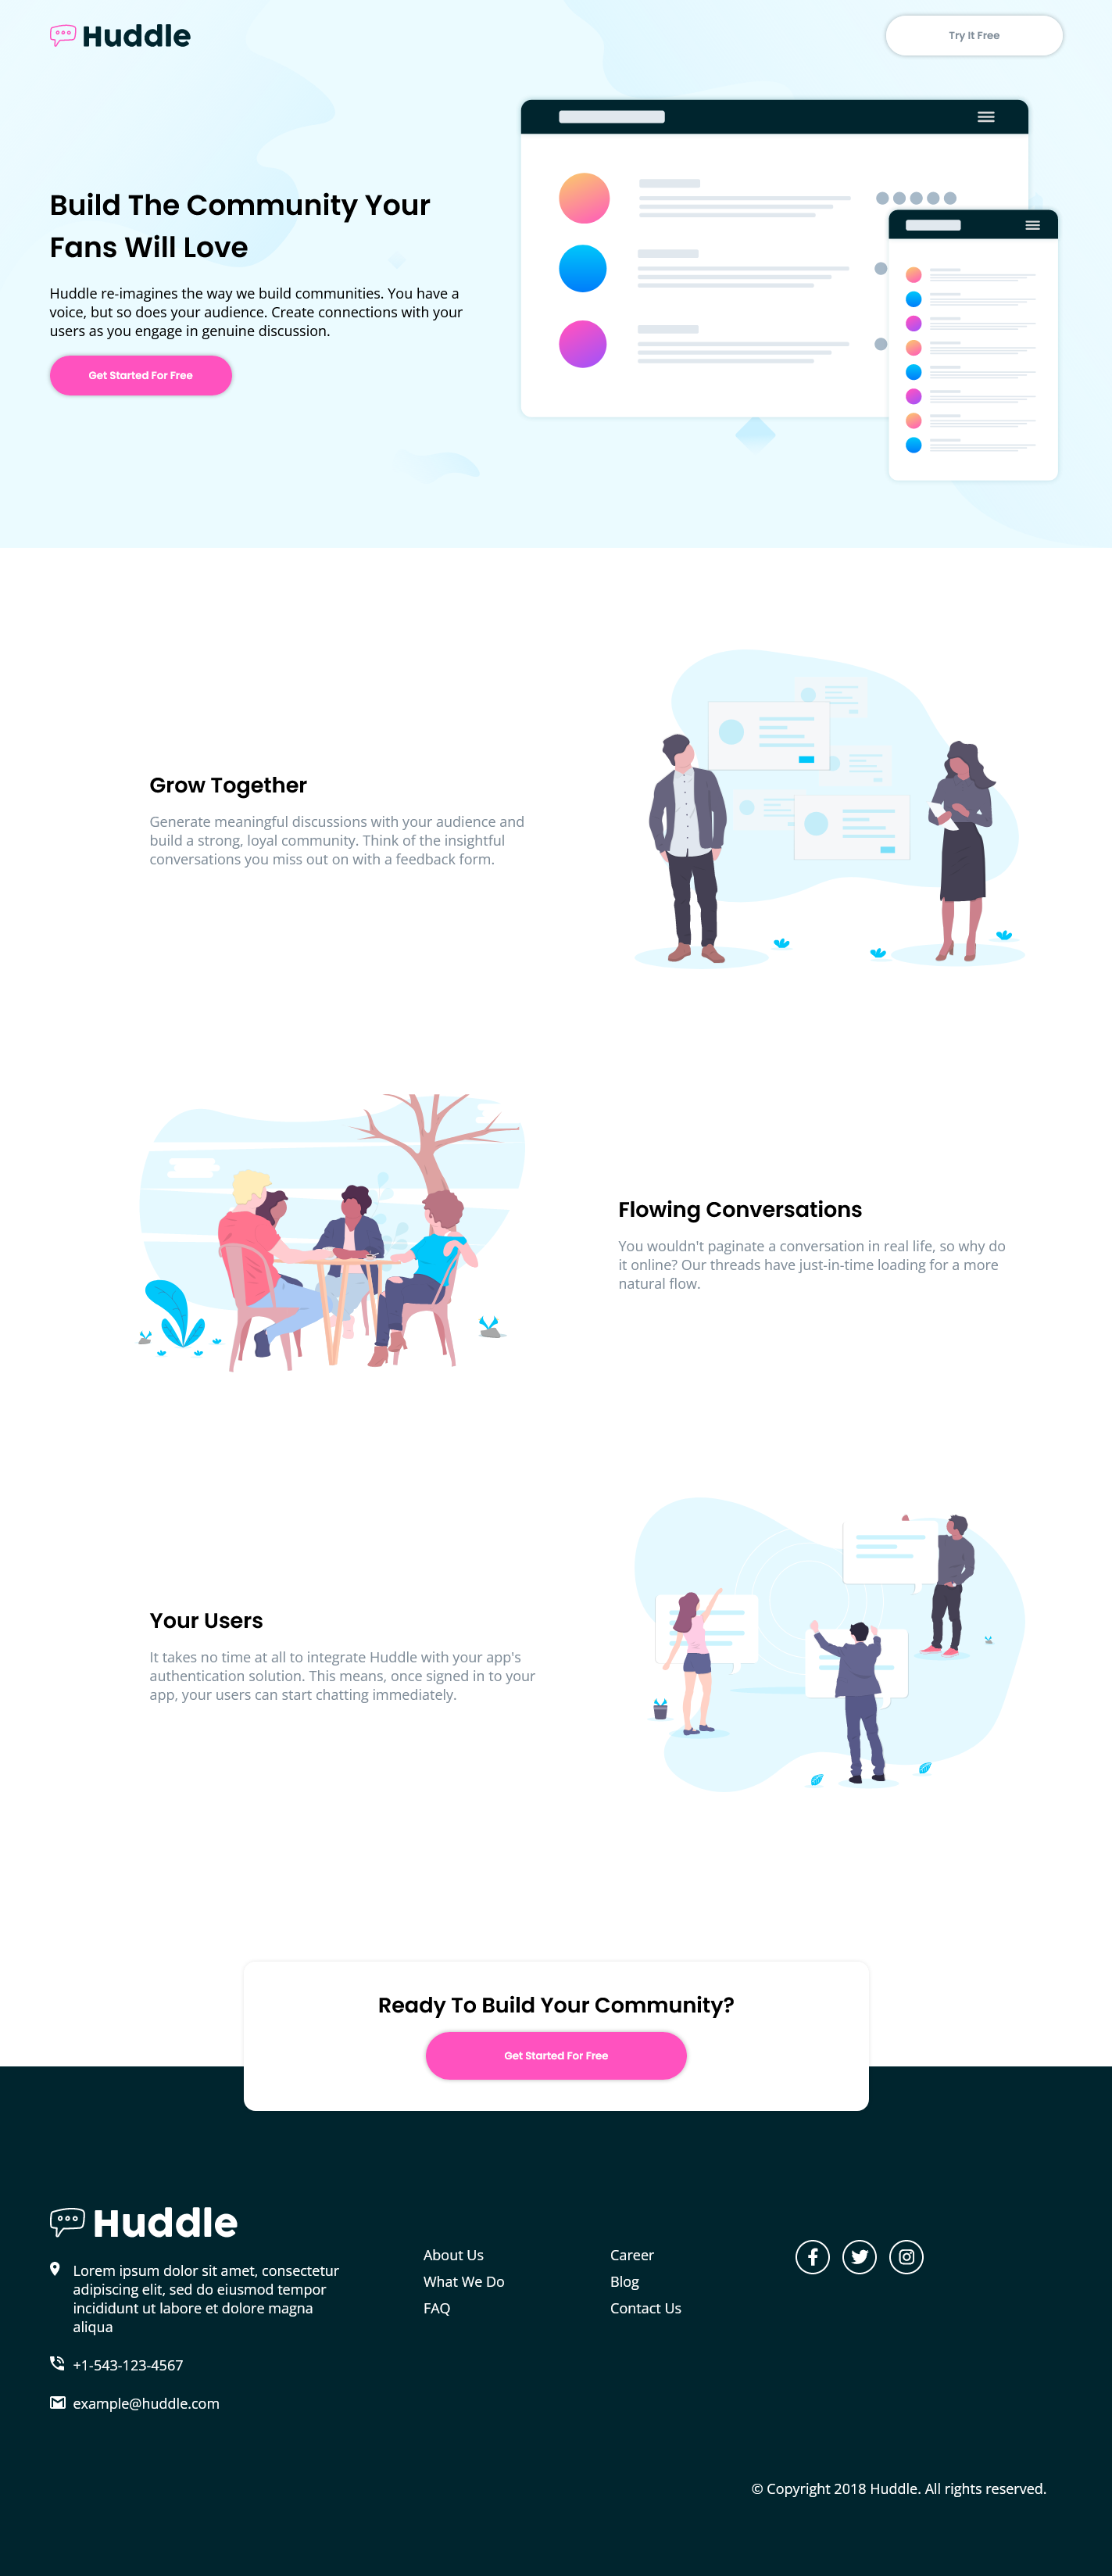 Huddle
Try It Free
Build The Community Your
Fans Will Love
Huddle re-imagines the way we build communities. You have a
voice, but so does your audience. Create connections with your
users as you engage in genuine discussion.
Get Started For Free
Grow Together
Generate meaningful discussions with your audience and
build a strong, loyal community. Think of the insightful
conversations you miss out on with a feedback form.
Flowing Conversations
You wouldn't paginate a conversation in real life, so why do
it online? Our threads have just-in-time loading for a more
natural flow.
Your Users
It takes no time at all to integrate Huddle with your app's
authentication solution. This means, once signed in to your
app, your users can start chatting immediately.
Ready To Build Your Community?
Get Started For Free
Huddle
Lorem ipsum dolor sit amet, consectetur
adipiscing elit, sed do eiusmod tempor
incididunt ut labore et dolore magna
aliqua
+1-543-123-4567
example@huddle.com
About Us
What We Do
FAQ
Career
Blog
Contact Us
© Copyright 2018 Huddle. All rights reserved.